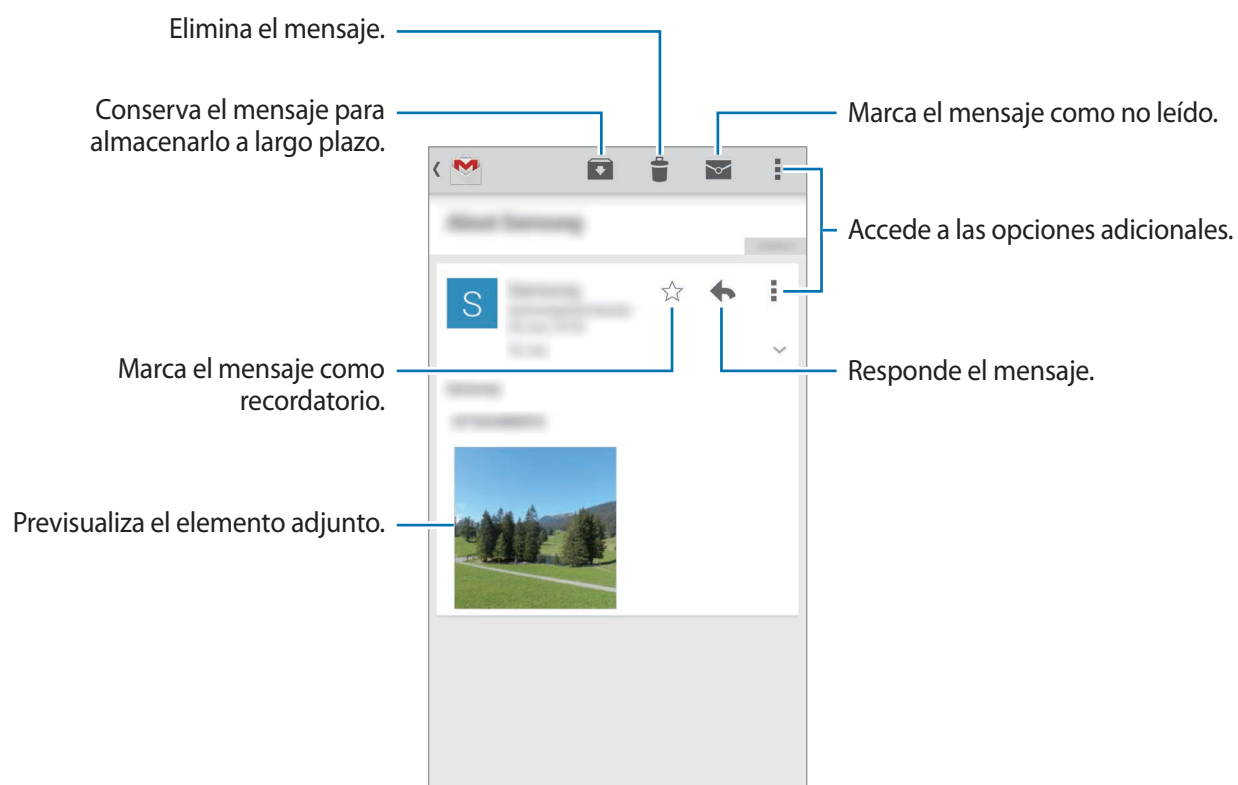 Elimina el mensaje.
Conserva el mensaje para
almacenarlo a largo plazo.
Marca el mensaje como no leído.
Accede a las opciones adicionales.
S
Marca el mensaje como
recordatorio.
Responde el mensaje.
Previsualiza el elemento adjunto.